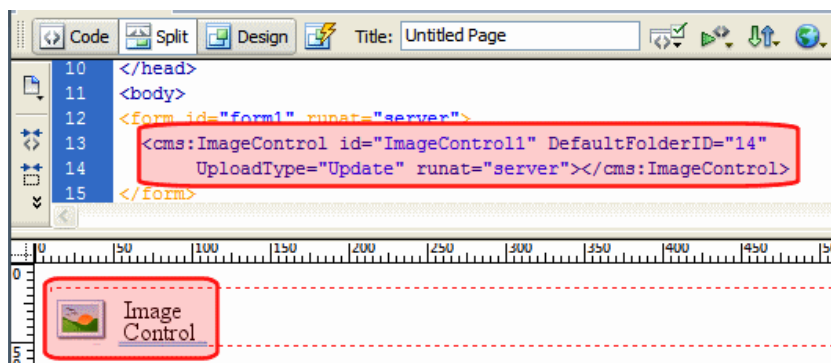 Code Split Design Title: Untitled Page
10 </head>
11 <body>
12 <form id="form1" runat="server">
13 <cms:ImageControl id="ImageControl1" DefaultFolderID="14"
14 UploadType="Update" runat="server"></cms:ImageControl>
15 </form>
0 50 100 150 200 250 300 350 400 450
0
Image
Control
5